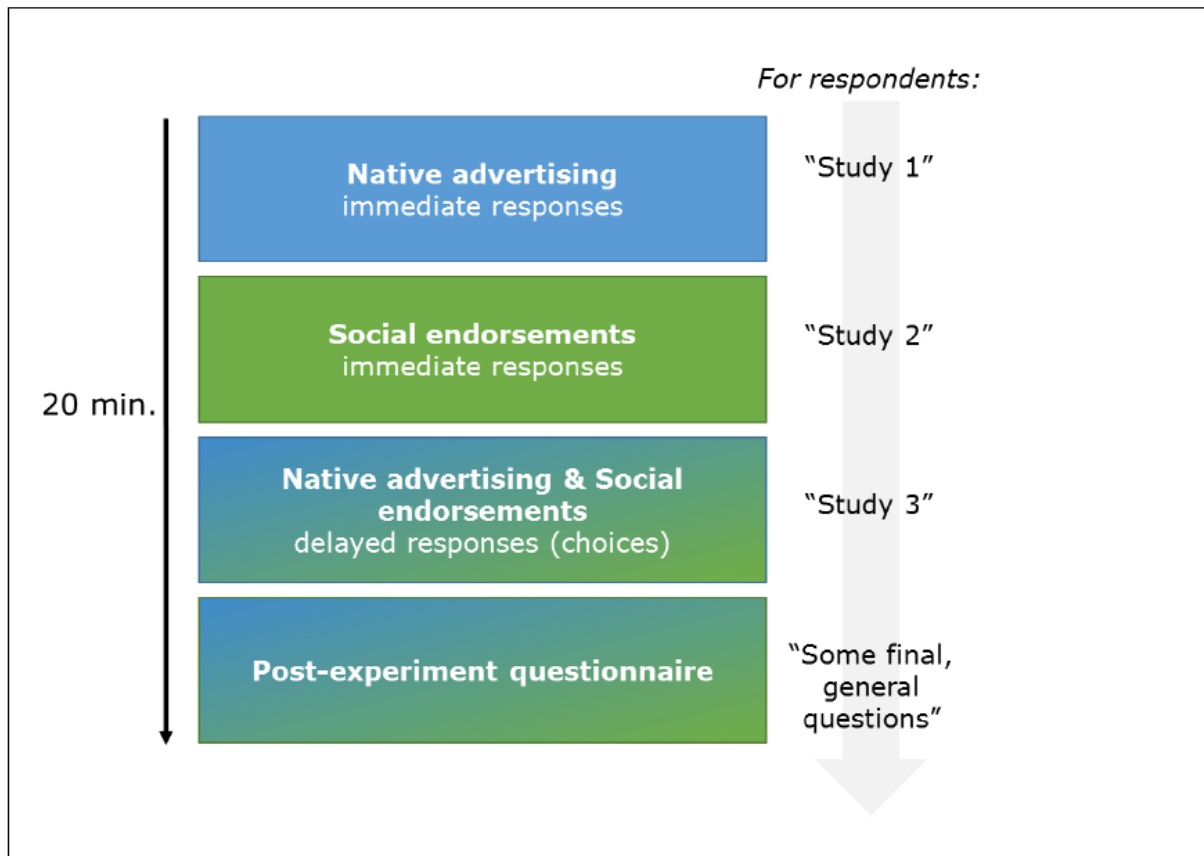 For respondents:
Native advertising
immediate responses
“Study 1”
Social endorsements
immediate responses
“Study 2”
20 min.
Native advertising & Social
endorsements
delayed responses (choices)
“Study 3”
Post-experiment questionnaire
“Some final,
general
questions”